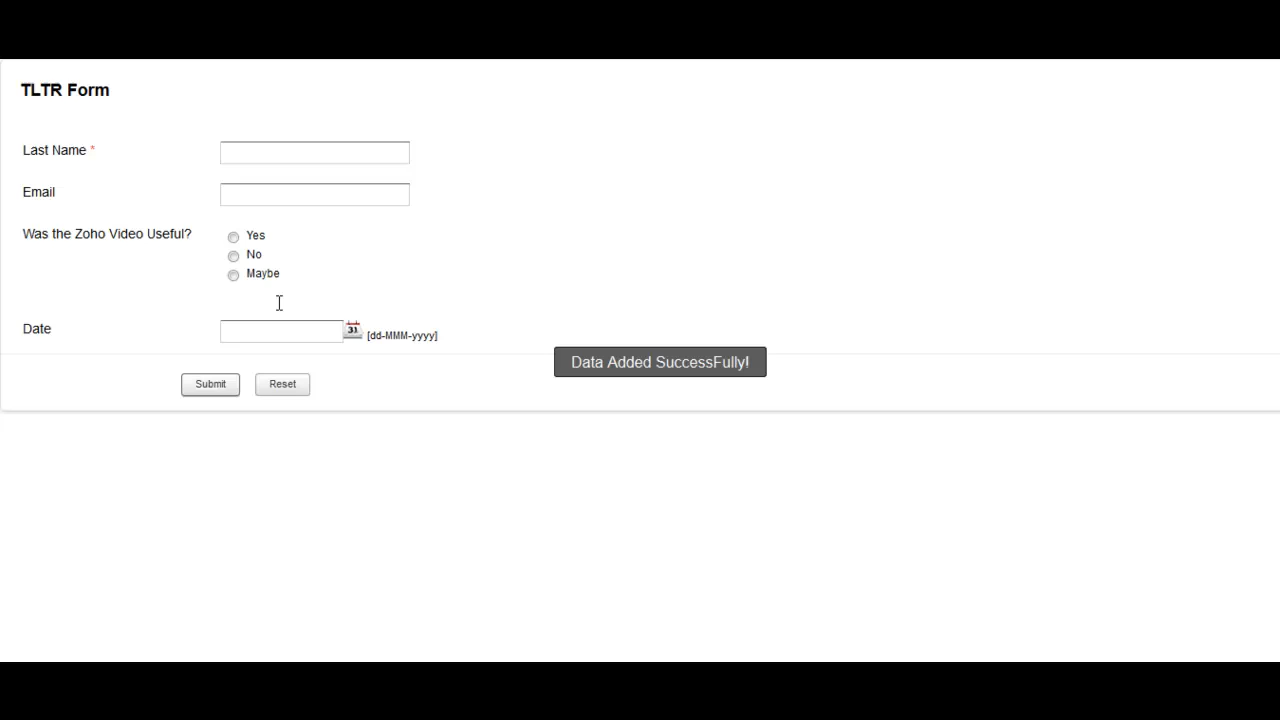 TLTR Form
Last Name *
Email
Was the Zoho Video Useful?
Yes
No
Maybe
Date
31
[dd-MMM-yyyy]
Data Added SuccessFully!
Submit
Reset